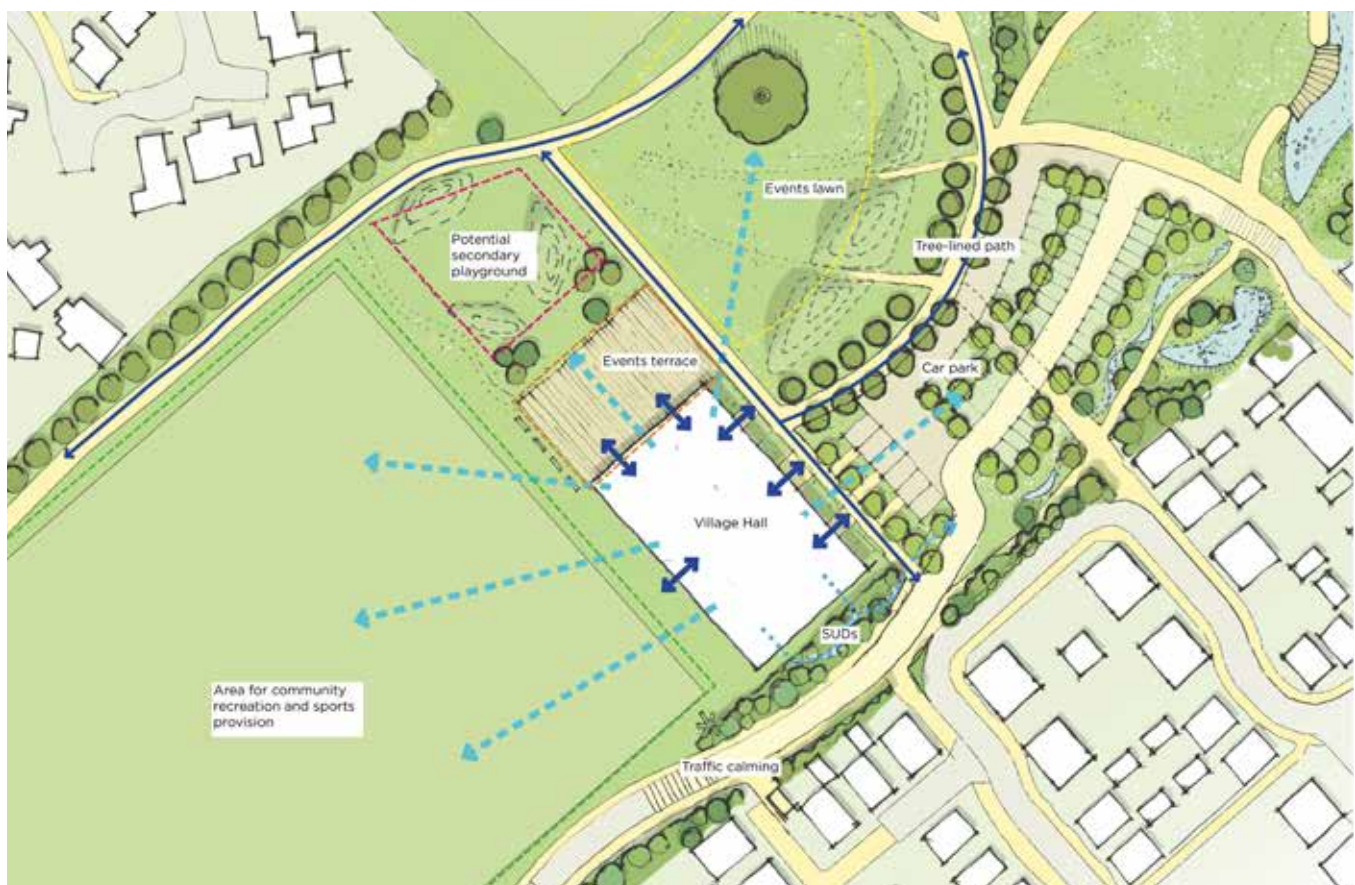 Events lawn
Potential
secondary
playground
Tree-lined path
Events terrace
Car park
Village Hall
SUDs
Area for community
recreation and sports
provision
Traffic calming